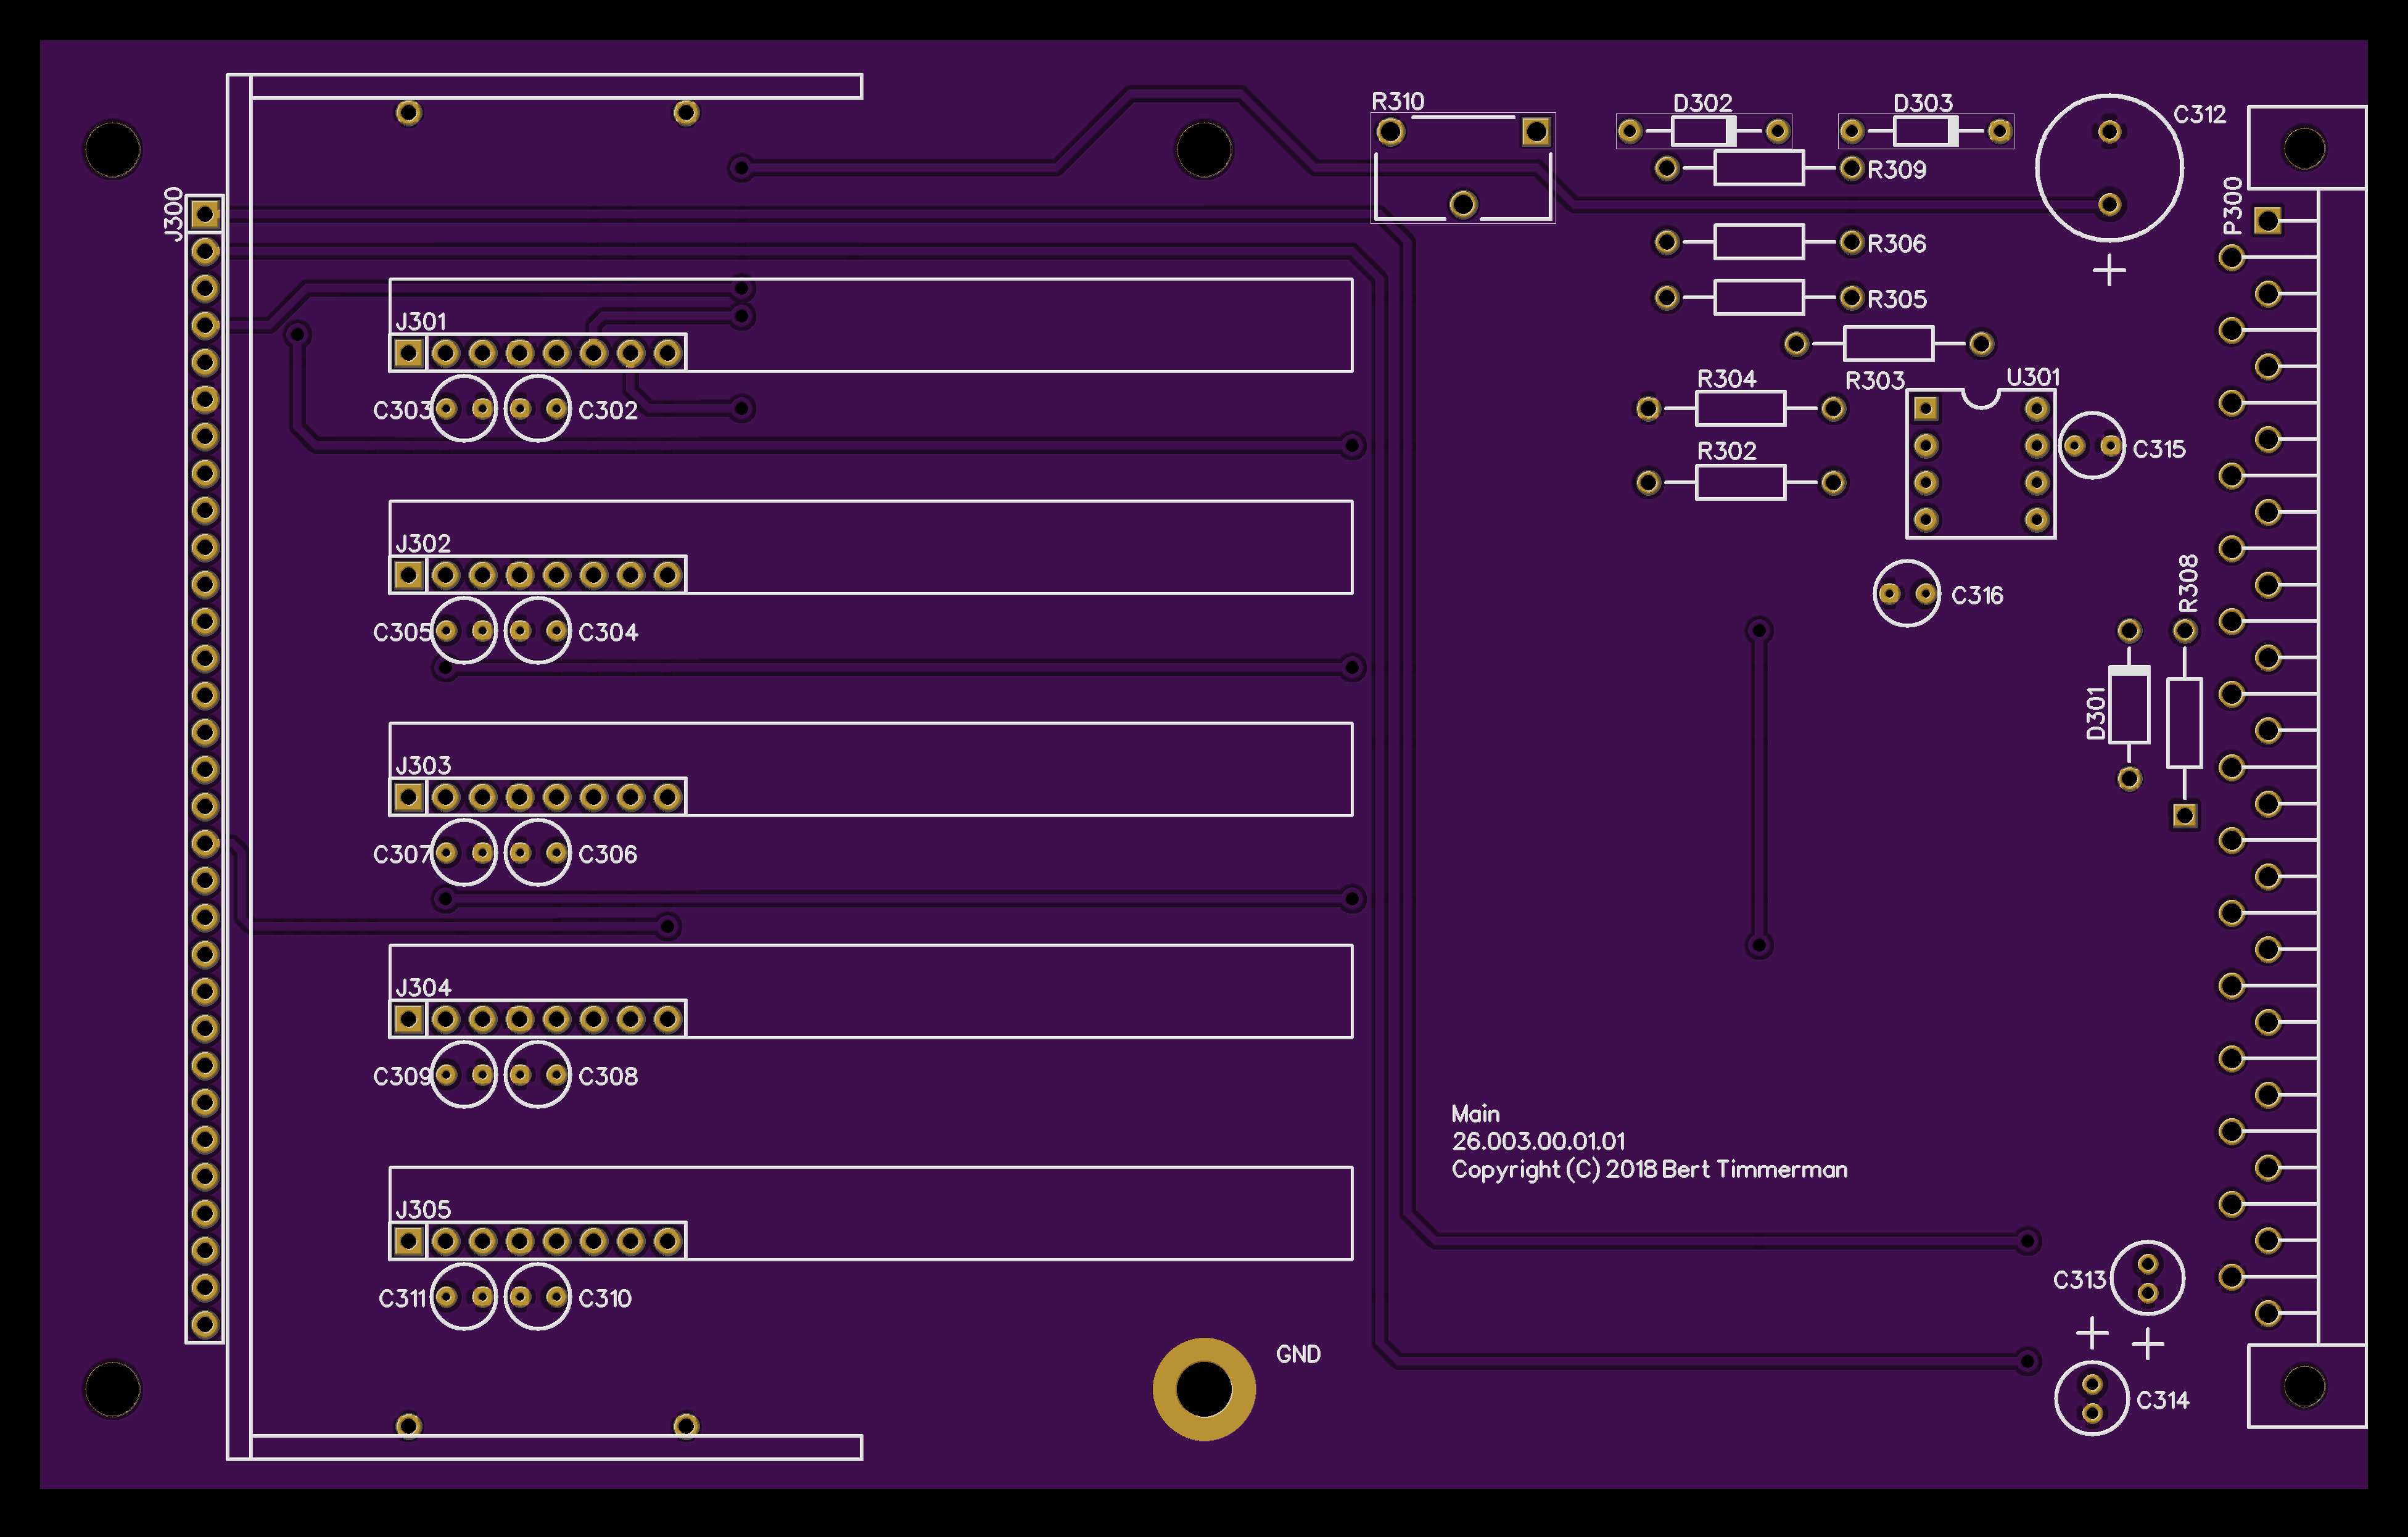 R310
D302
D303
C312
R309
J300
P300
R306
R305
J301
R303
U301
R304
C303
C302
C315
R302
J302
R308
C316
C305
C304
D301
J303
C307
C306
J304
C309
C308
Main
26.003.00.01.01
Copyright (C) 2018 Bert Timmerman
J305
C313
C311
C310
GND
C314